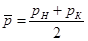 p̅ = (p_H + p_K) / 2